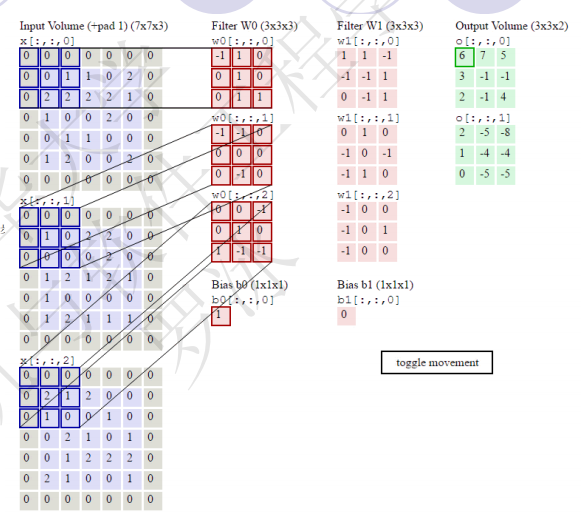 Input Volume (+pad 1) (7x7x3)
x[:,:,0]
0 0 0 0 0 0 0
0 0 1 1 0 2 0
0 2 2 2 2 1 0
0 1 0 0 2 0 0
0 0 1 1 0 0 0
0 1 2 0 0 2 0
0 0 0 0 0 0 0
x[:,:,1]
0 0 0 0 0 0 0
0 1 0 2 2 0 0
0 0 0 0 2 0 0
0 1 2 1 2 1 0
0 1 0 0 0 0 0
0 1 2 1 1 1 0
0 0 0 0 0 0 0
x[:,:,2]
0 0 0 0 0 0 0
0 2 1 2 0 0 0
0 1 0 0 1 0 0
0 0 2 1 0 1 0
0 0 1 2 2 2 0
0 2 1 0 0 1 0
0 0 0 0 0 0 0
Filter W0 (3x3x3)
w0[:,:,0]
-1 1 0
0 1 0
0 1 1
w0[:,:,1]
-1 -1 0
0 0 0
0 -1 0
w0[:,:,2]
0 0 -1
0 1 0
1 -1 -1
Bias b0 (1x1x1)
b0[:,:,0]
1
Filter W1 (3x3x3)
w1[:,:,0]
1 1 -1
-1 -1 1
0 -1 1
w1[:,:,1]
0 1 0
-1 0 -1
-1 1 0
w1[:,:,2]
-1 0 0
-1 0 1
-1 0 0
Bias b1 (1x1x1)
b1[:,:,0]
0
Output Volume (3x3x2)
o[:,:,0]
6 7 5
3 -1 -1
2 -1 4
o[:,:,1]
2 -5 -8
1 -4 -4
0 -5 -5
toggle movement